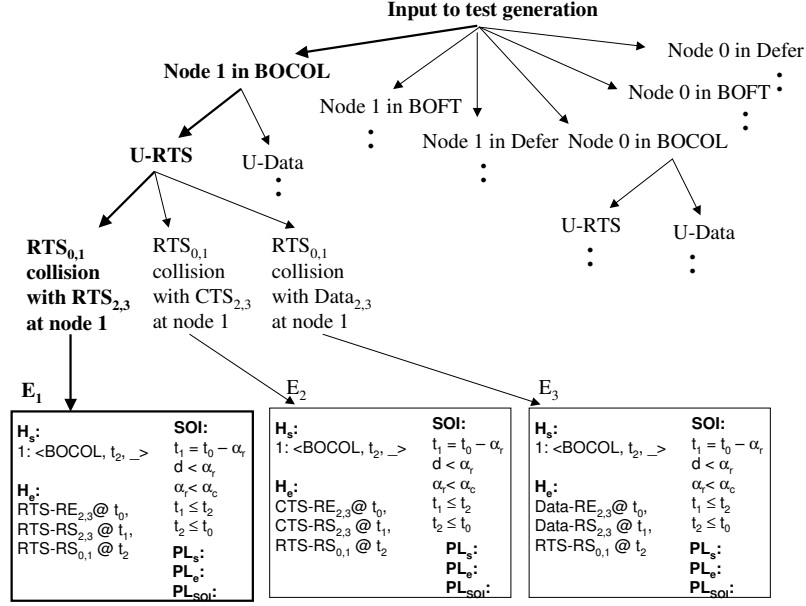 Input to test generation
Node 1 in BOCOL
Node 0 in Defer
Node 1 in BOFT
Node 0 in BOFT
Node 1 in Defer
Node 0 in BOCOL
U-RTS
U-Data
U-RTS
U-Data
RTS0,1
collision
with RTS2,3
at node 1
RTS0,1
collision
with CTS2,3
at node 1
RTS0,1
collision
with Data2,3
at node 1
E1
Hs:
1: <BOCOL, t2, _>
He:
RTS-RE2,3@ t0,
RTS-RS2,3@ t1,
RTS-RS0,1@ t2
SOI:
t1 = t0 – αr
d < αr
αr< αc
t1 ≤ t2
t2 ≤ t0
PLs:
PLe:
PLSOI:
E2
Hs:
1: <BOCOL, t2, _>
He:
CTS-RE2,3@ t0,
CTS-RS2,3@ t1,
RTS-RS0,1@ t2
SOI:
t1 = t0 – αr
d < αr
αr< αc
t1 ≤ t2
t2 ≤ t0
PLs:
PLe:
PLSOI:
E3
Hs:
1: <BOCOL, t2, _>
He:
Data-RE2,3@ t0,
Data-RS2,3@ t1,
RTS-RS0,1@ t2
SOI:
t1 = t0 – αr
d < αr
αr< αc
t1 ≤ t2
t2 ≤ t0
PLs:
PLe:
PLSOI: